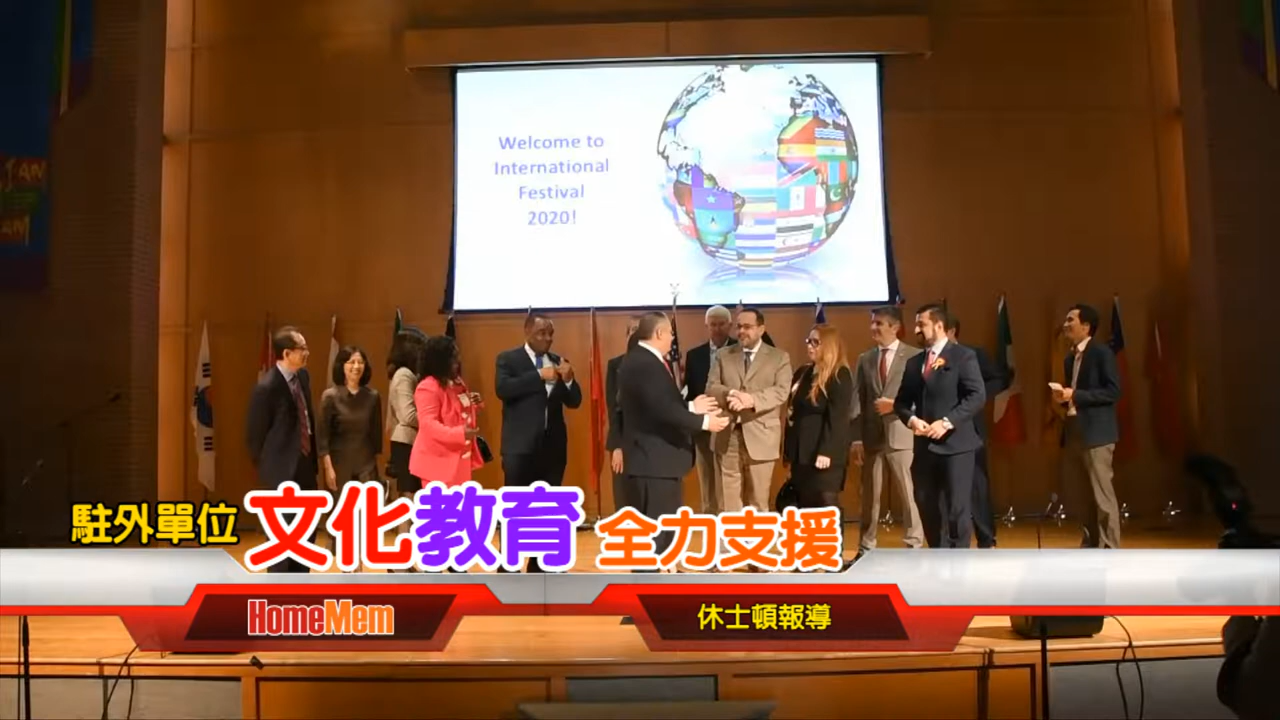 Welcome to
International
Festival
2020!
駐外單位 文化教育 全力支援
HomeMem
休士頓報導